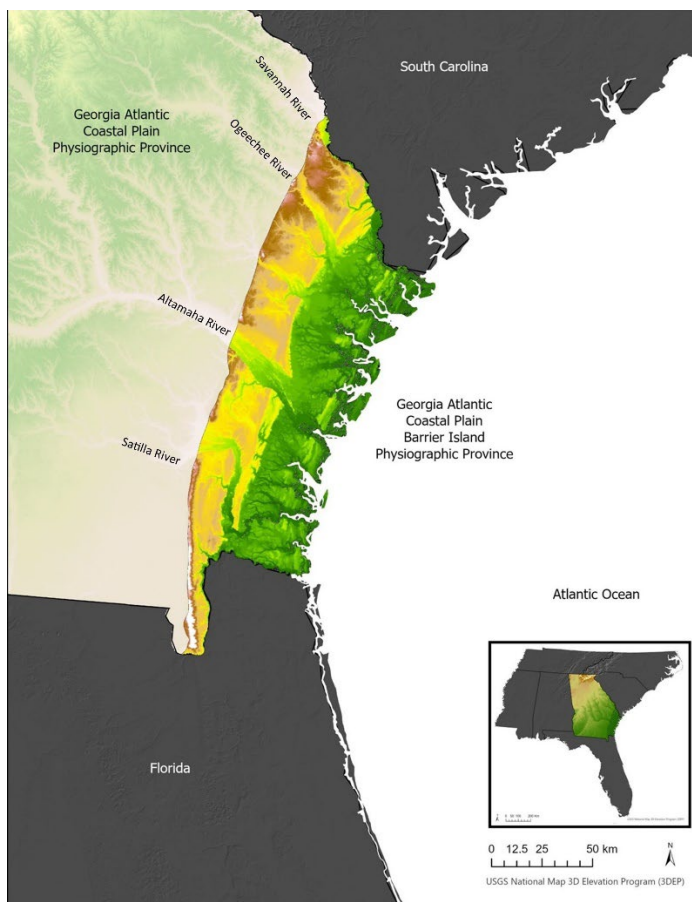 South Carolina
Savannah River
Georgia Atlantic
Coastal Plain
Physiographic Province
Ogeechee River
Altamaha River
Georgia Atlantic
Coastal Plain
Barrier Island
Physiographic Province
Satilla River
Atlantic Ocean
Florida
N
0 12.5 25 50 km
USGS National Map 3D Elevation Program (3DEP)